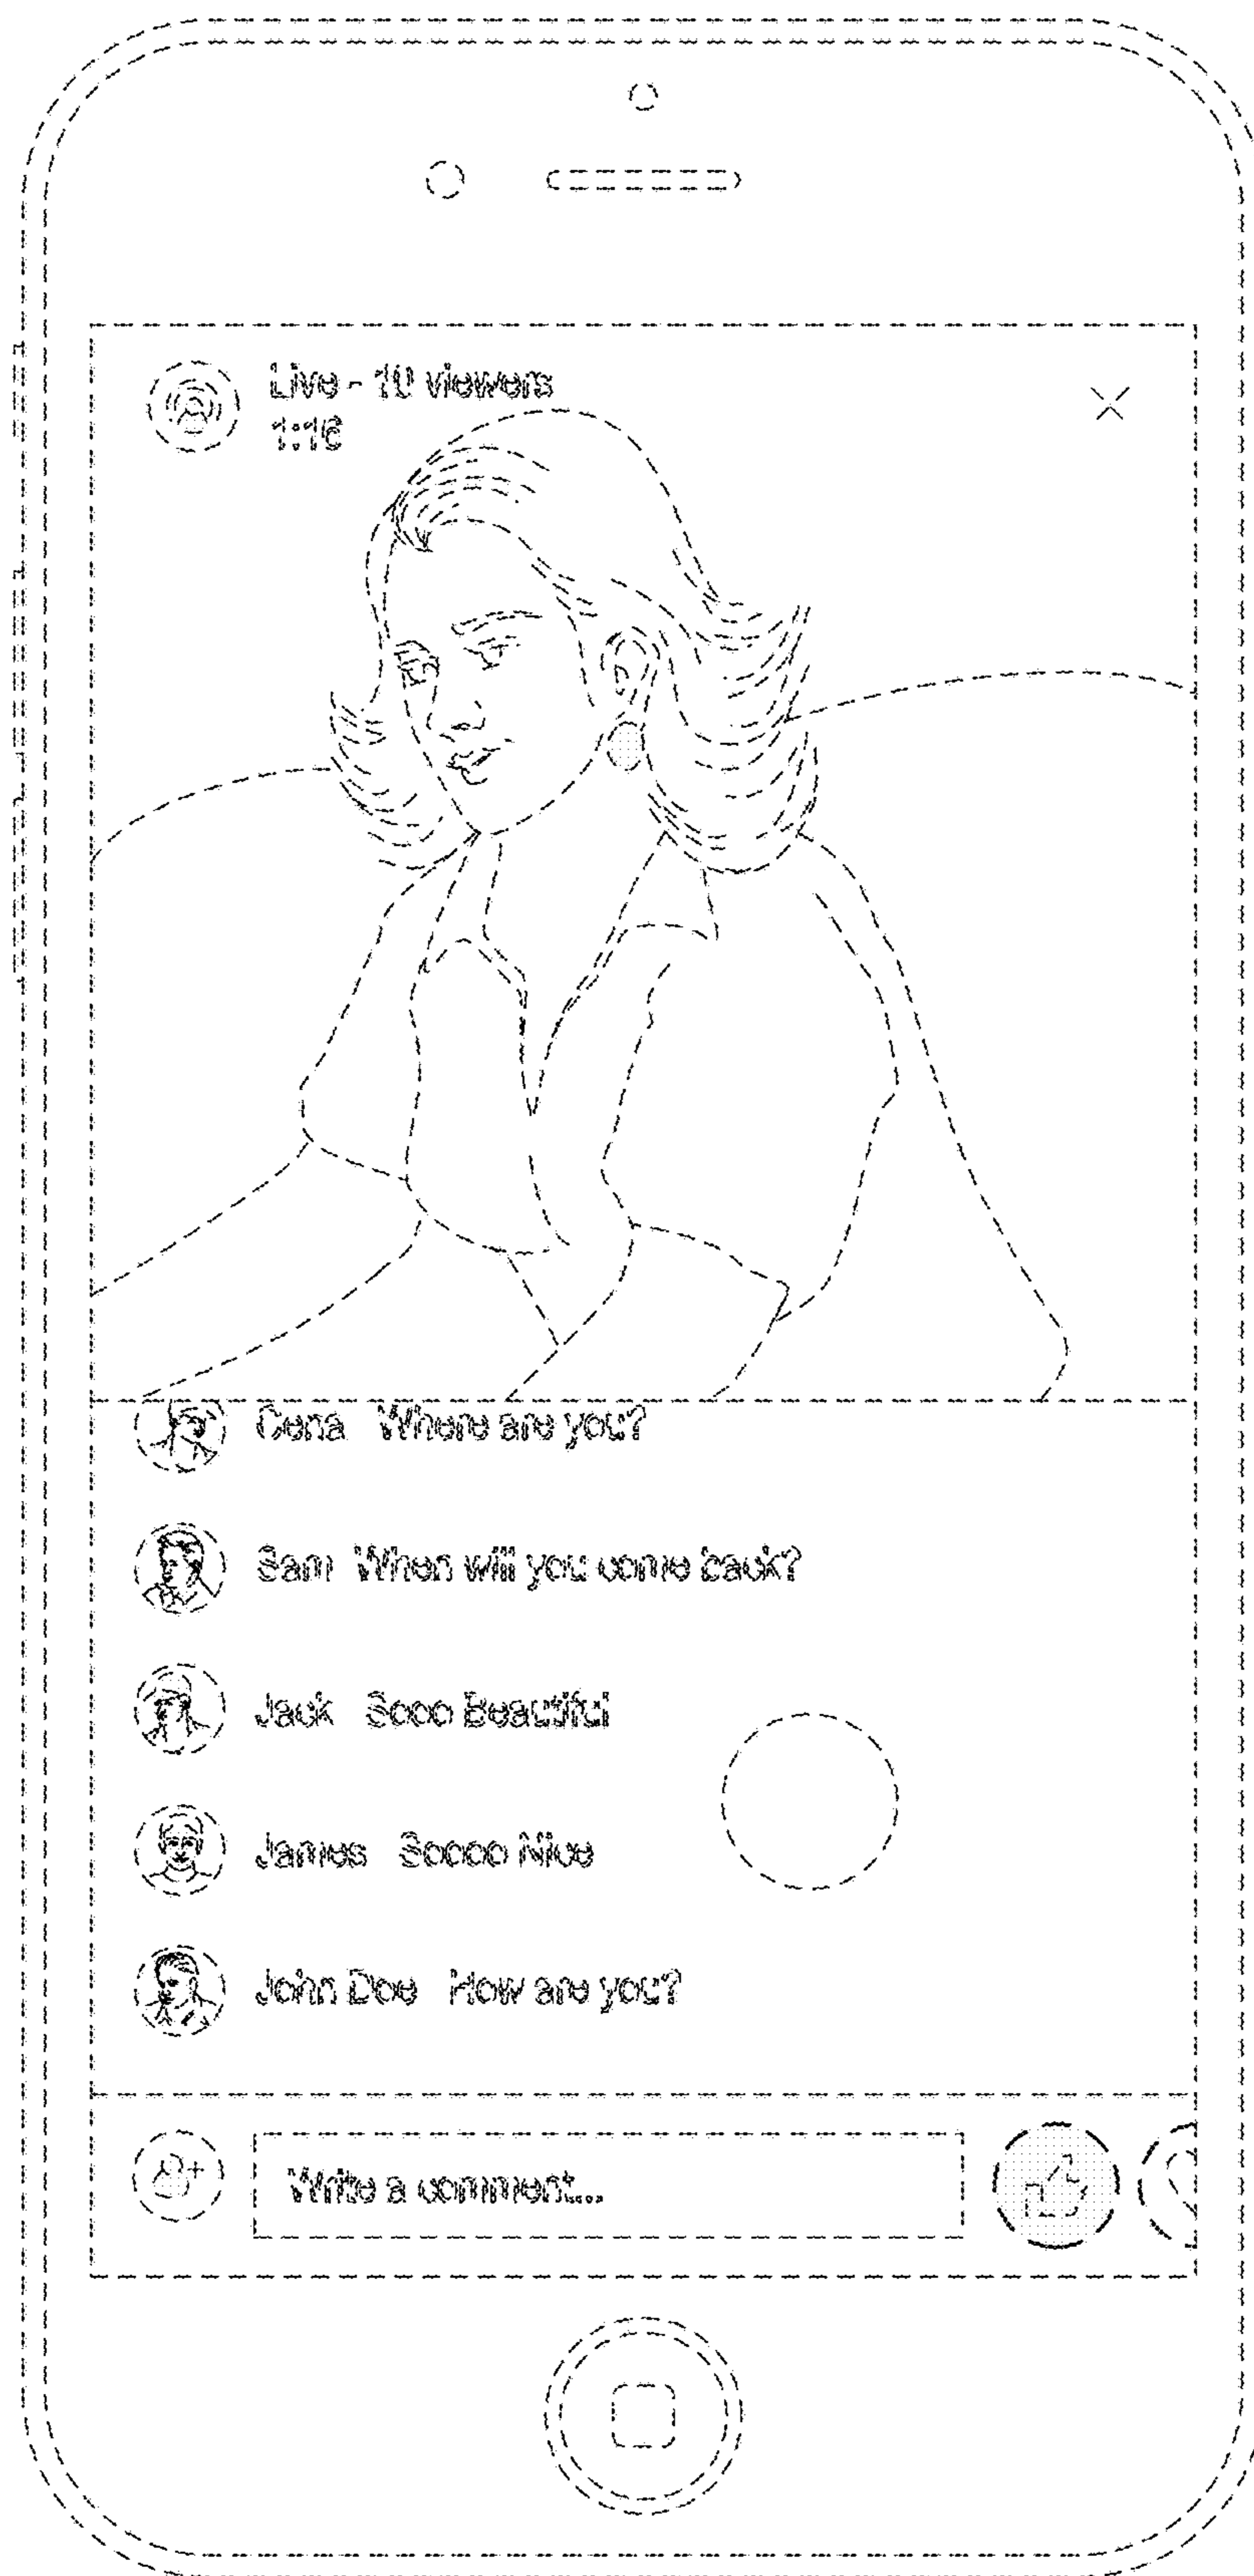 Live - 10 viewers
1:16
Cena Where are you?
Sam When will you come back?
Jack Sooo Beautiful
James Soooo Nice
John Doe How are you?
Write a comment...